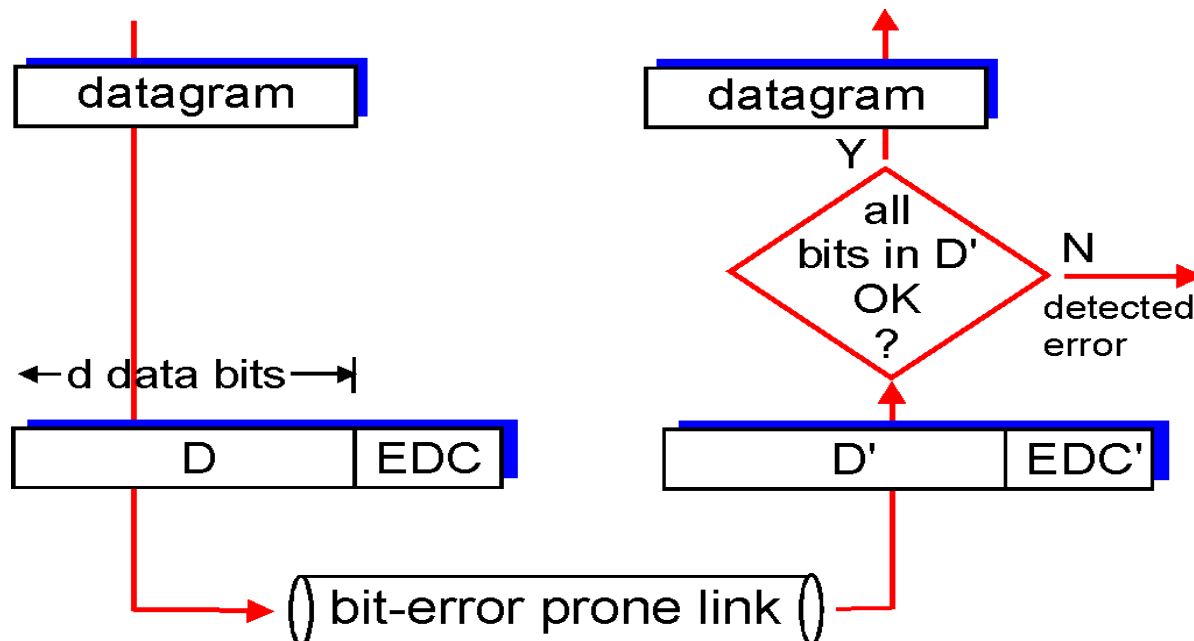 datagram
d data bits
D
EDC
bit-error prone link
datagram
Y
all
bits in D'
OK
?
N
detected
error
D'
EDC'